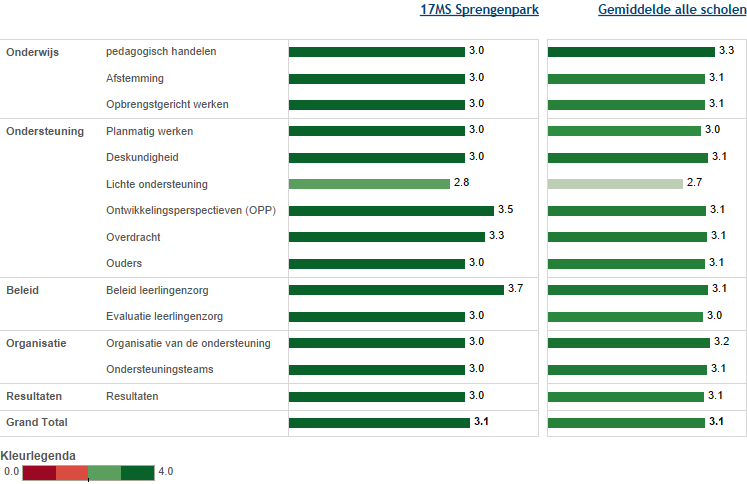 17MS Sprengenpark Gemiddelde alle scholen
Onderwijs pedagogisch handelen 3.0 3.3
Afstemming 3.0 3.1
Opbrengstgericht werken 3.0 3.1
Ondersteuning Planmatig werken 3.0 3.0
Deskundigheid 3.0 3.1
Lichte ondersteuning 2.8 2.7
Ontwikkelingsperspectieven (OPP) 3.5 3.1
Overdracht 3.3 3.1
Ouders 3.0 3.1
Beleid Beleid leerlingenzorg 3.7 3.1
Evaluatie leerlingenzorg 3.0 3.0
Organisatie Organisatie van de ondersteuning 3.0 3.2
Ondersteuningsteams 3.0 3.1
Resultaten Resultaten 3.0 3.1
Grand Total 3.1 3.1
Kleurlegenda
0.0 4.0